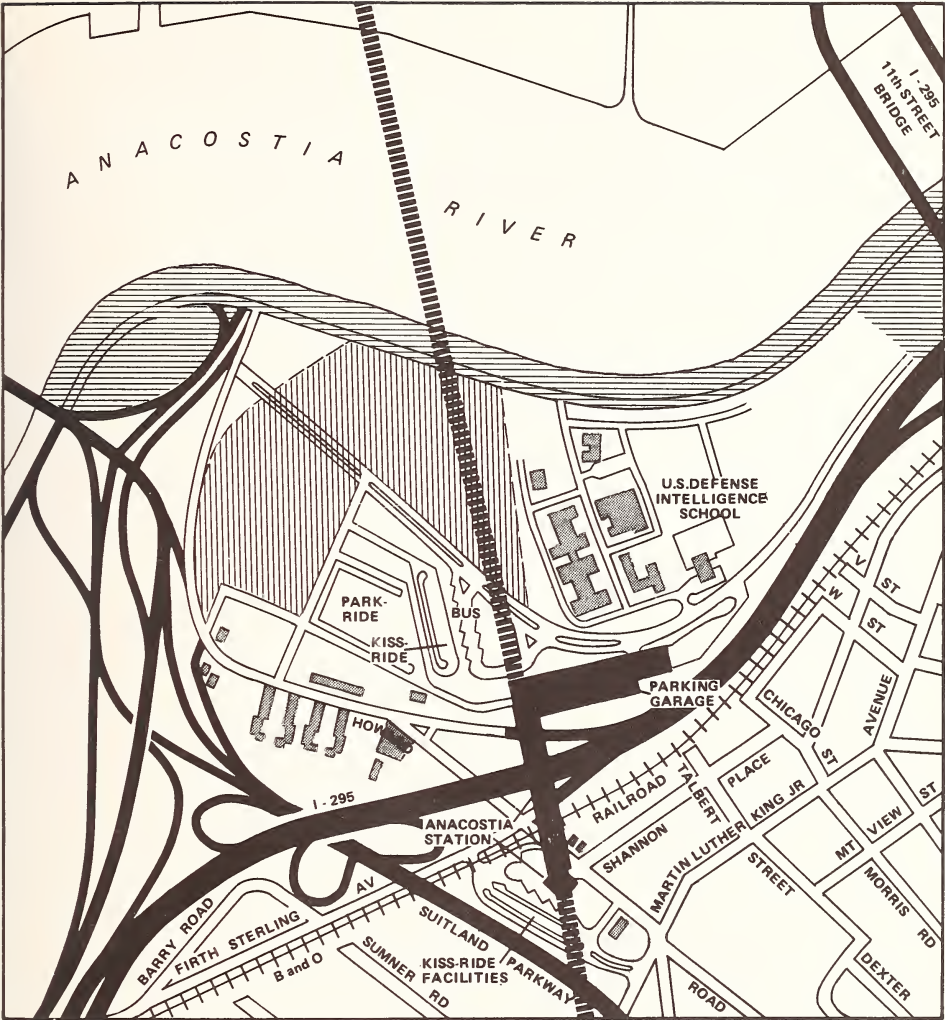 I-295
11th STREET
BRIDGE
ANACOSTIA
RIVER
U.S.DEFENSE
INTELLIGENCE
SCHOOL
V
ST
W
ST
PARK-
RIDE
BUS
KISS-
RIDE
PARKING
GARAGE
CHICAGO
ST
AVENUE
HOW
I-295
RAILROAD
TALBERT
PLACE
KING JR
VIEW
ST
ANACOSTIA
STATION
SHANNON
MARTIN LUTHER
STREET
MT
MORRIS
RD
BARRY ROAD
FIRTH STERLING
AV
SUITLAND
PARKWAY
B and O
SUMNER
RD
KISS-RIDE
FACILITIES
ROAD
DEXTER